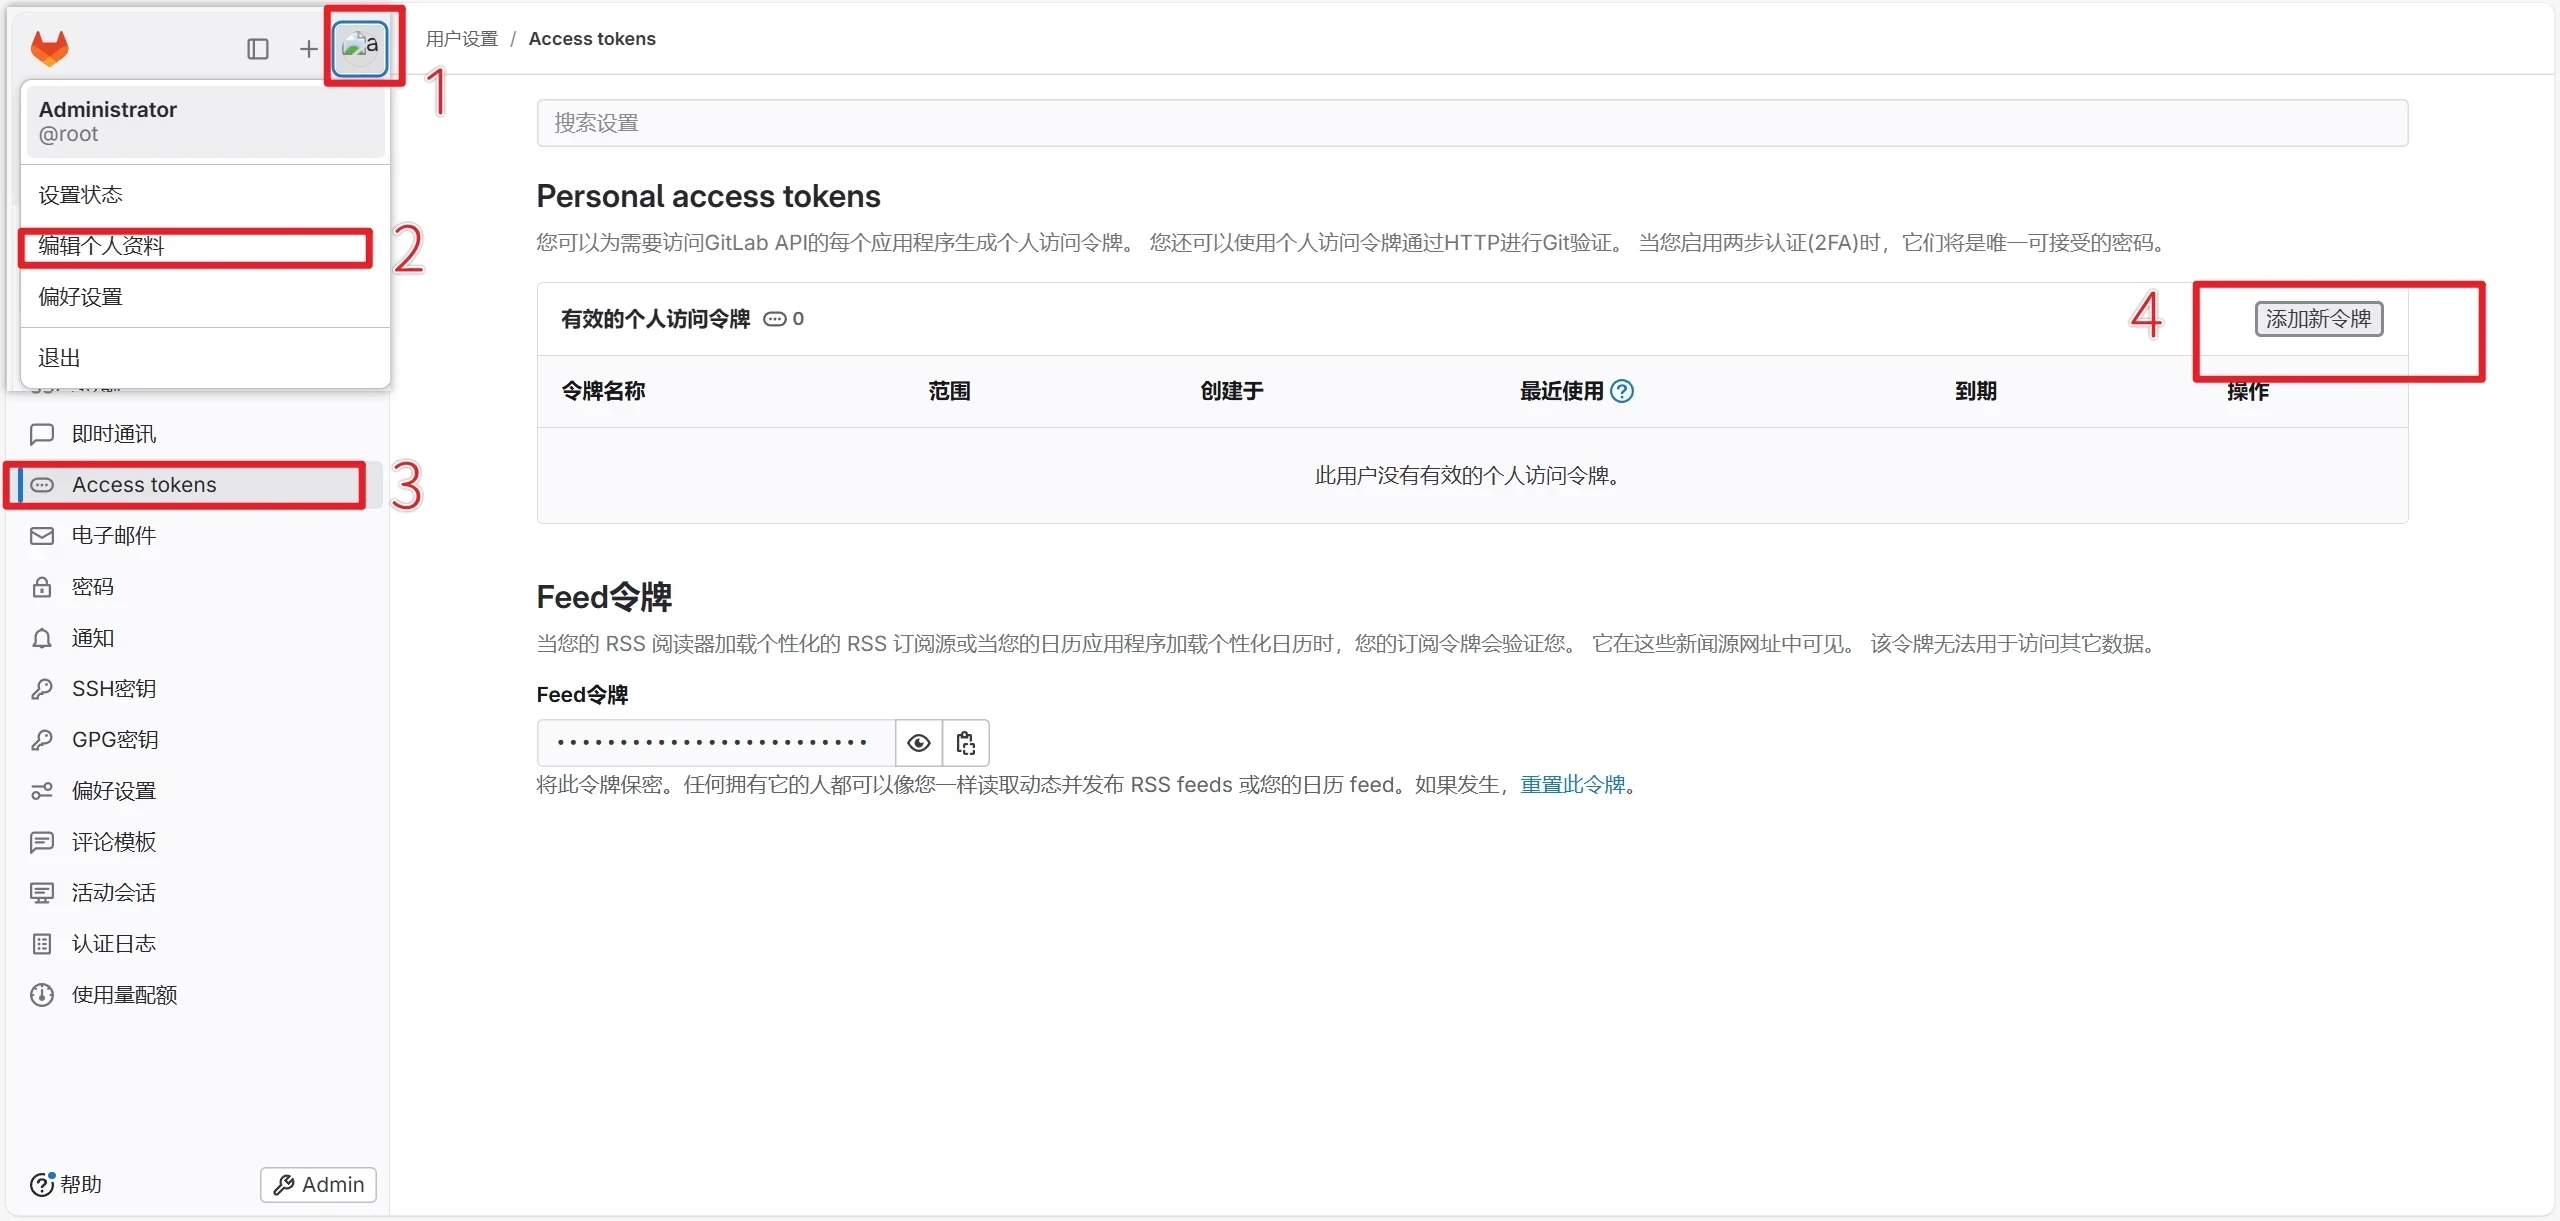 a
用户设置 / Access tokens
1
Administrator
@root
设置状态
编辑个人资料
2
偏好设置
退出
即时通讯
Access tokens
3
电子邮件
密码
通知
SSH密钥
GPG密钥
偏好设置
评论模板
活动会话
认证日志
使用量配额
帮助
Admin
搜索设置
Personal access tokens
您可以为需要访问GitLab API的每个应用程序生成个人访问令牌。 您还可以使用个人访问令牌通过HTTP进行Git验证。 当您启用两步认证(2FA)时，它们将是唯一可接受的密码。
有效的个人访问令牌 0
4
添加新令牌
令牌名称 范围 创建于 最近使用 到期 操作
此用户没有有效的个人访问令牌。
Feed令牌
当您的 RSS 阅读器加载个性化的 RSS 订阅源或当您的日历应用程序加载个性化日历时，您的订阅令牌会验证您。 它在这些新闻源网址中可见。 该令牌无法用于访问其它数据。
Feed令牌
将此令牌保密。任何拥有它的人都可以像您一样读取动态并发布 RSS feeds 或您的日历 feed。如果发生，重置此令牌。